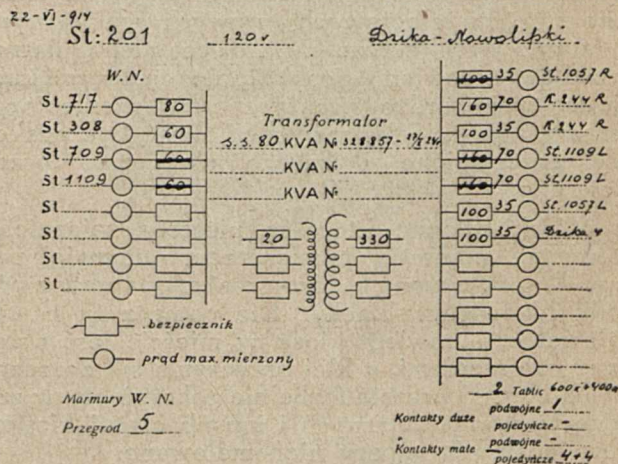 22-VI-914
St: 201 120 v Dzika-Nowolipki
W. N.
St. 717 80
St. 308 60
St. 709 60
St 1109 60
St
St.
St.
St.
Transformator
s.s. 80 KVA № 328857-
KVA №
KVA №
20 330
100 35 St. 1057 R
160 70 K. 244 R
100 35 K. 244 R
160 70 St. 1109 L
160 70 St. 1109 L
100 35 St. 1057 L
100 35 Dzika 4
bezpiecznik
prąd max. mierzony
Marmury W. N.
Przegród 5
2 Tablic 600 x 400
Kontakty duże podwójne 1
pojedyńcze -
Kontakty małe podwójne -
pojedyńcze 4+4